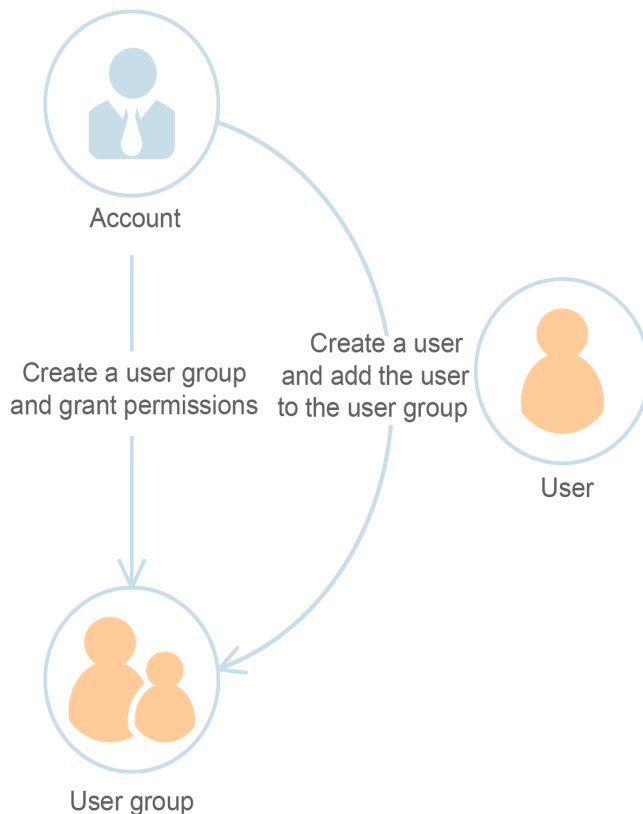 Account
Create a user group
and grant permissions
Create a user
and add the user
to the user group
User
User group